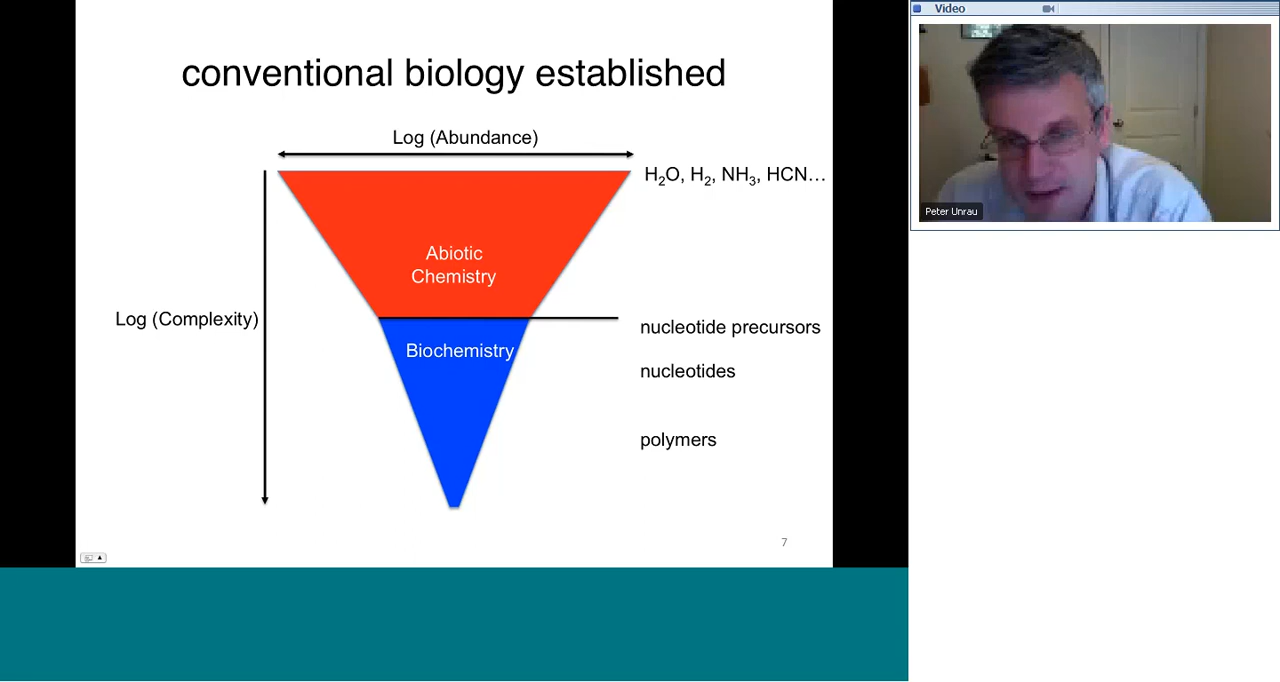 conventional biology established
Log (Abundance)
H2O, H2, NH3, HCN…
Abiotic
Chemistry
Log (Complexity)
nucleotide precursors
Biochemistry
nucleotides
polymers
7
Video
Peter Unrau